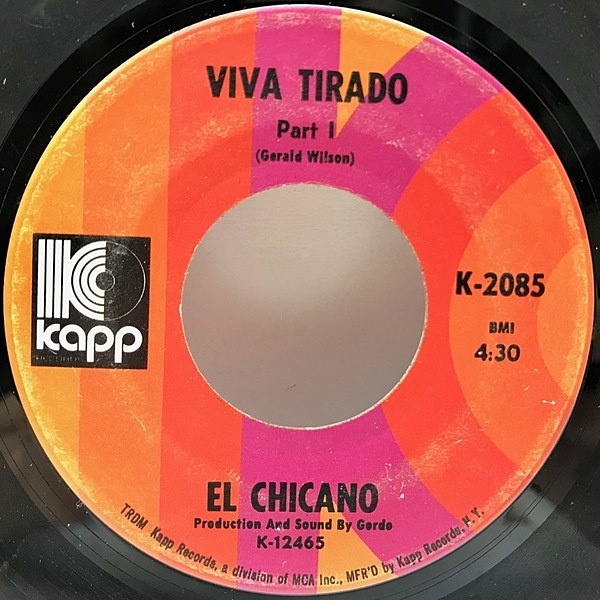 VIVA TIRADO
Part I
(Gerald Wilson)
kapp
K-2085
BMI
4:30
EL CHICANO
Production And Sound By Gordo
K-12465
TRDM Kapp Records, a division of MCA Inc., MFR'D by Kapp Records, N.Y.